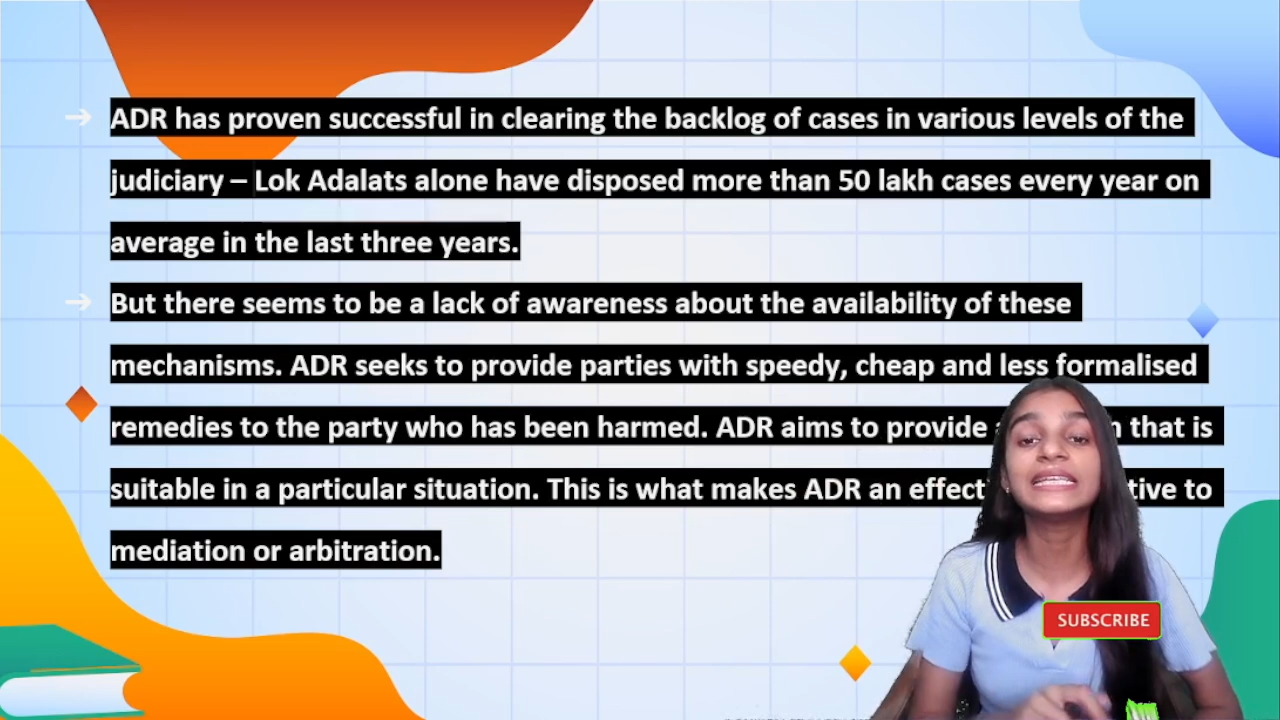 ➔ ADR has proven successful in clearing the backlog of cases in various levels of the
judiciary – Lok Adalats alone have disposed more than 50 lakh cases every year on
average in the last three years.
➔ But there seems to be a lack of awareness about the availability of these
mechanisms. ADR seeks to provide parties with speedy, cheap and less formalised
remedies to the party who has been harmed. ADR aims to provide that is
suitable in a particular situation. This is what makes ADR an to
mediation or arbitration.
SUBSCRIBE